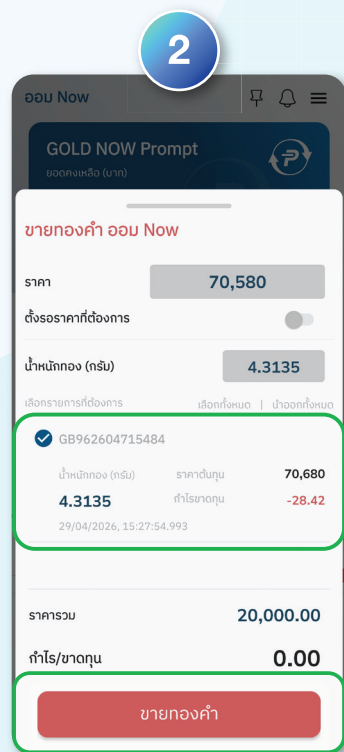 2
ออม Now
GOLD NOW Prompt
ยอดคงเหลือ (บาท)
ขายทองคำ ออม Now
ราคา 70,580
ตั้งรอราคาที่ต้องการ
น้ำหนักทอง (กรัม) 4.3135
เลือกรายการที่ต้องการ เลือกทั้งหมด | นำออกทั้งหมด
GB962604715484
น้ำหนักทอง (กรัม) ราคาต้นทุน 70,680
4.3135 กำไรขาดทุน -28.42
29/04/2026, 15:27:54.993
ราคารวม 20,000.00
กำไร/ขาดทุน 0.00
ขายทองคำ